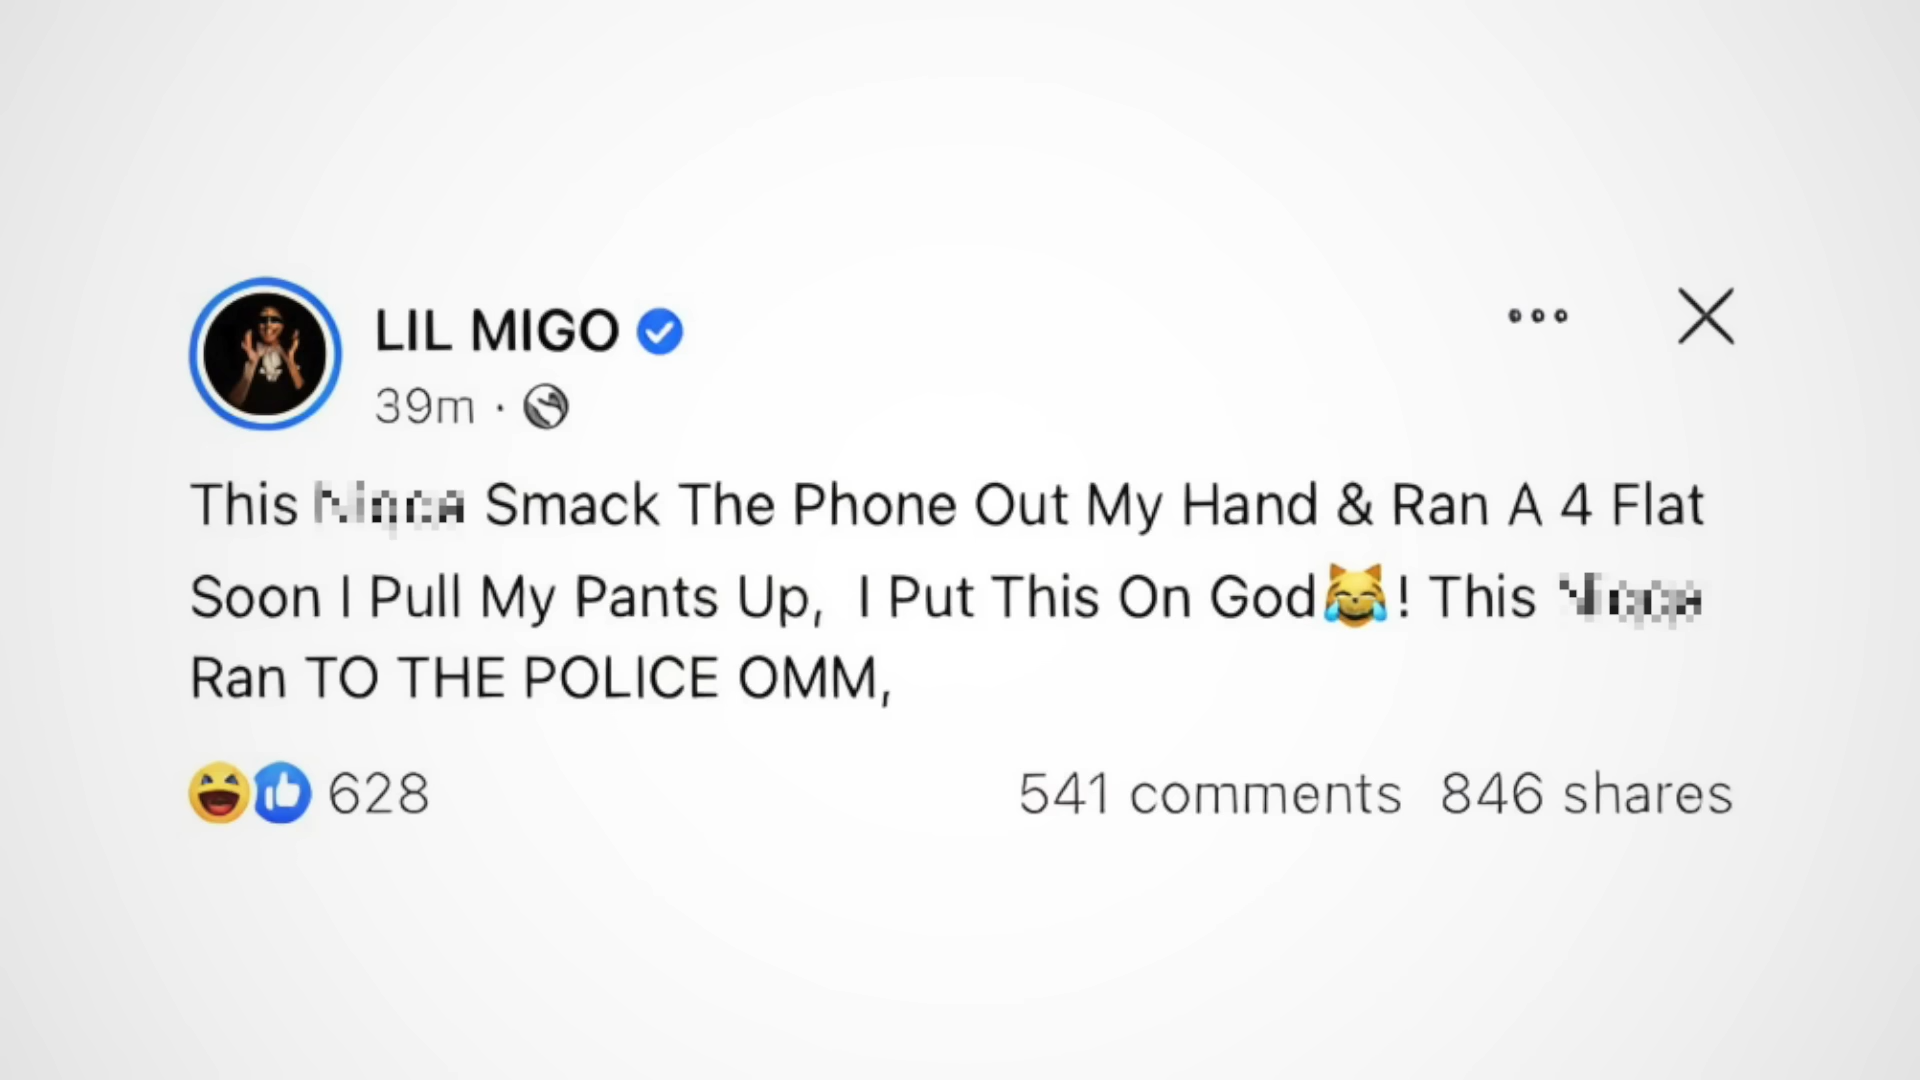 LIL MIGO
39m ·
This Smack The Phone Out My Hand & Ran A 4 Flat
Soon I Pull My Pants Up, I Put This On God😹! This
Ran TO THE POLICE OMM,
628
541 comments 846 shares